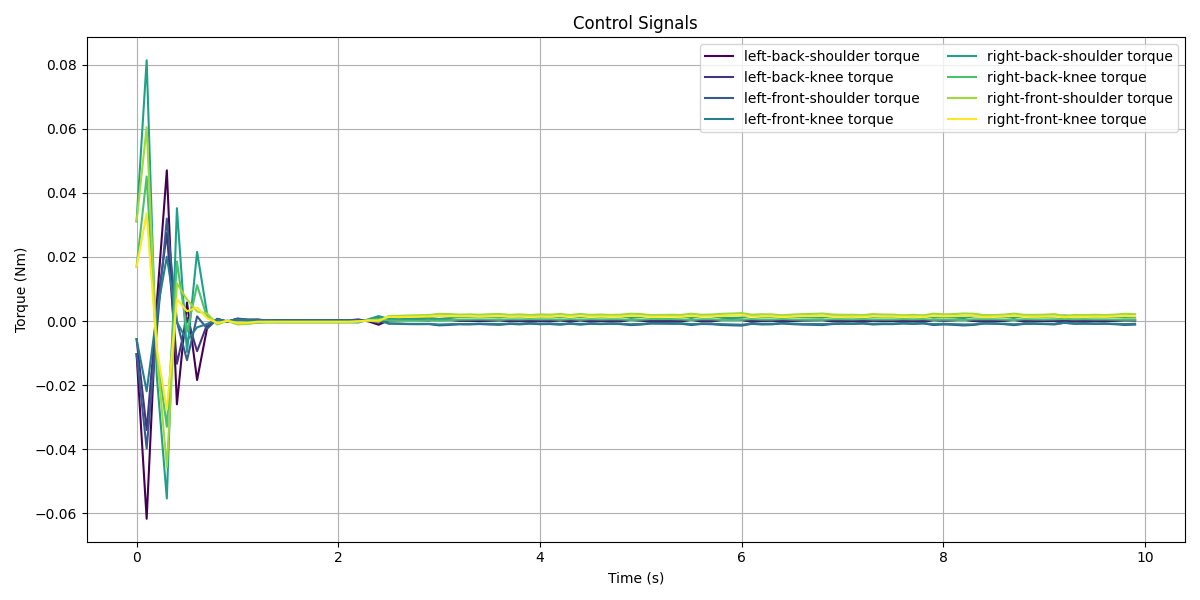 Control Signals
left-back-shoulder torque
left-back-knee torque
left-front-shoulder torque
left-front-knee torque
right-back-shoulder torque
right-back-knee torque
right-front-shoulder torque
right-front-knee torque
Torque (Nm)
0.08
0.06
0.04
0.02
0.00
−0.02
−0.04
−0.06
0
2
4
6
8
10
Time (s)